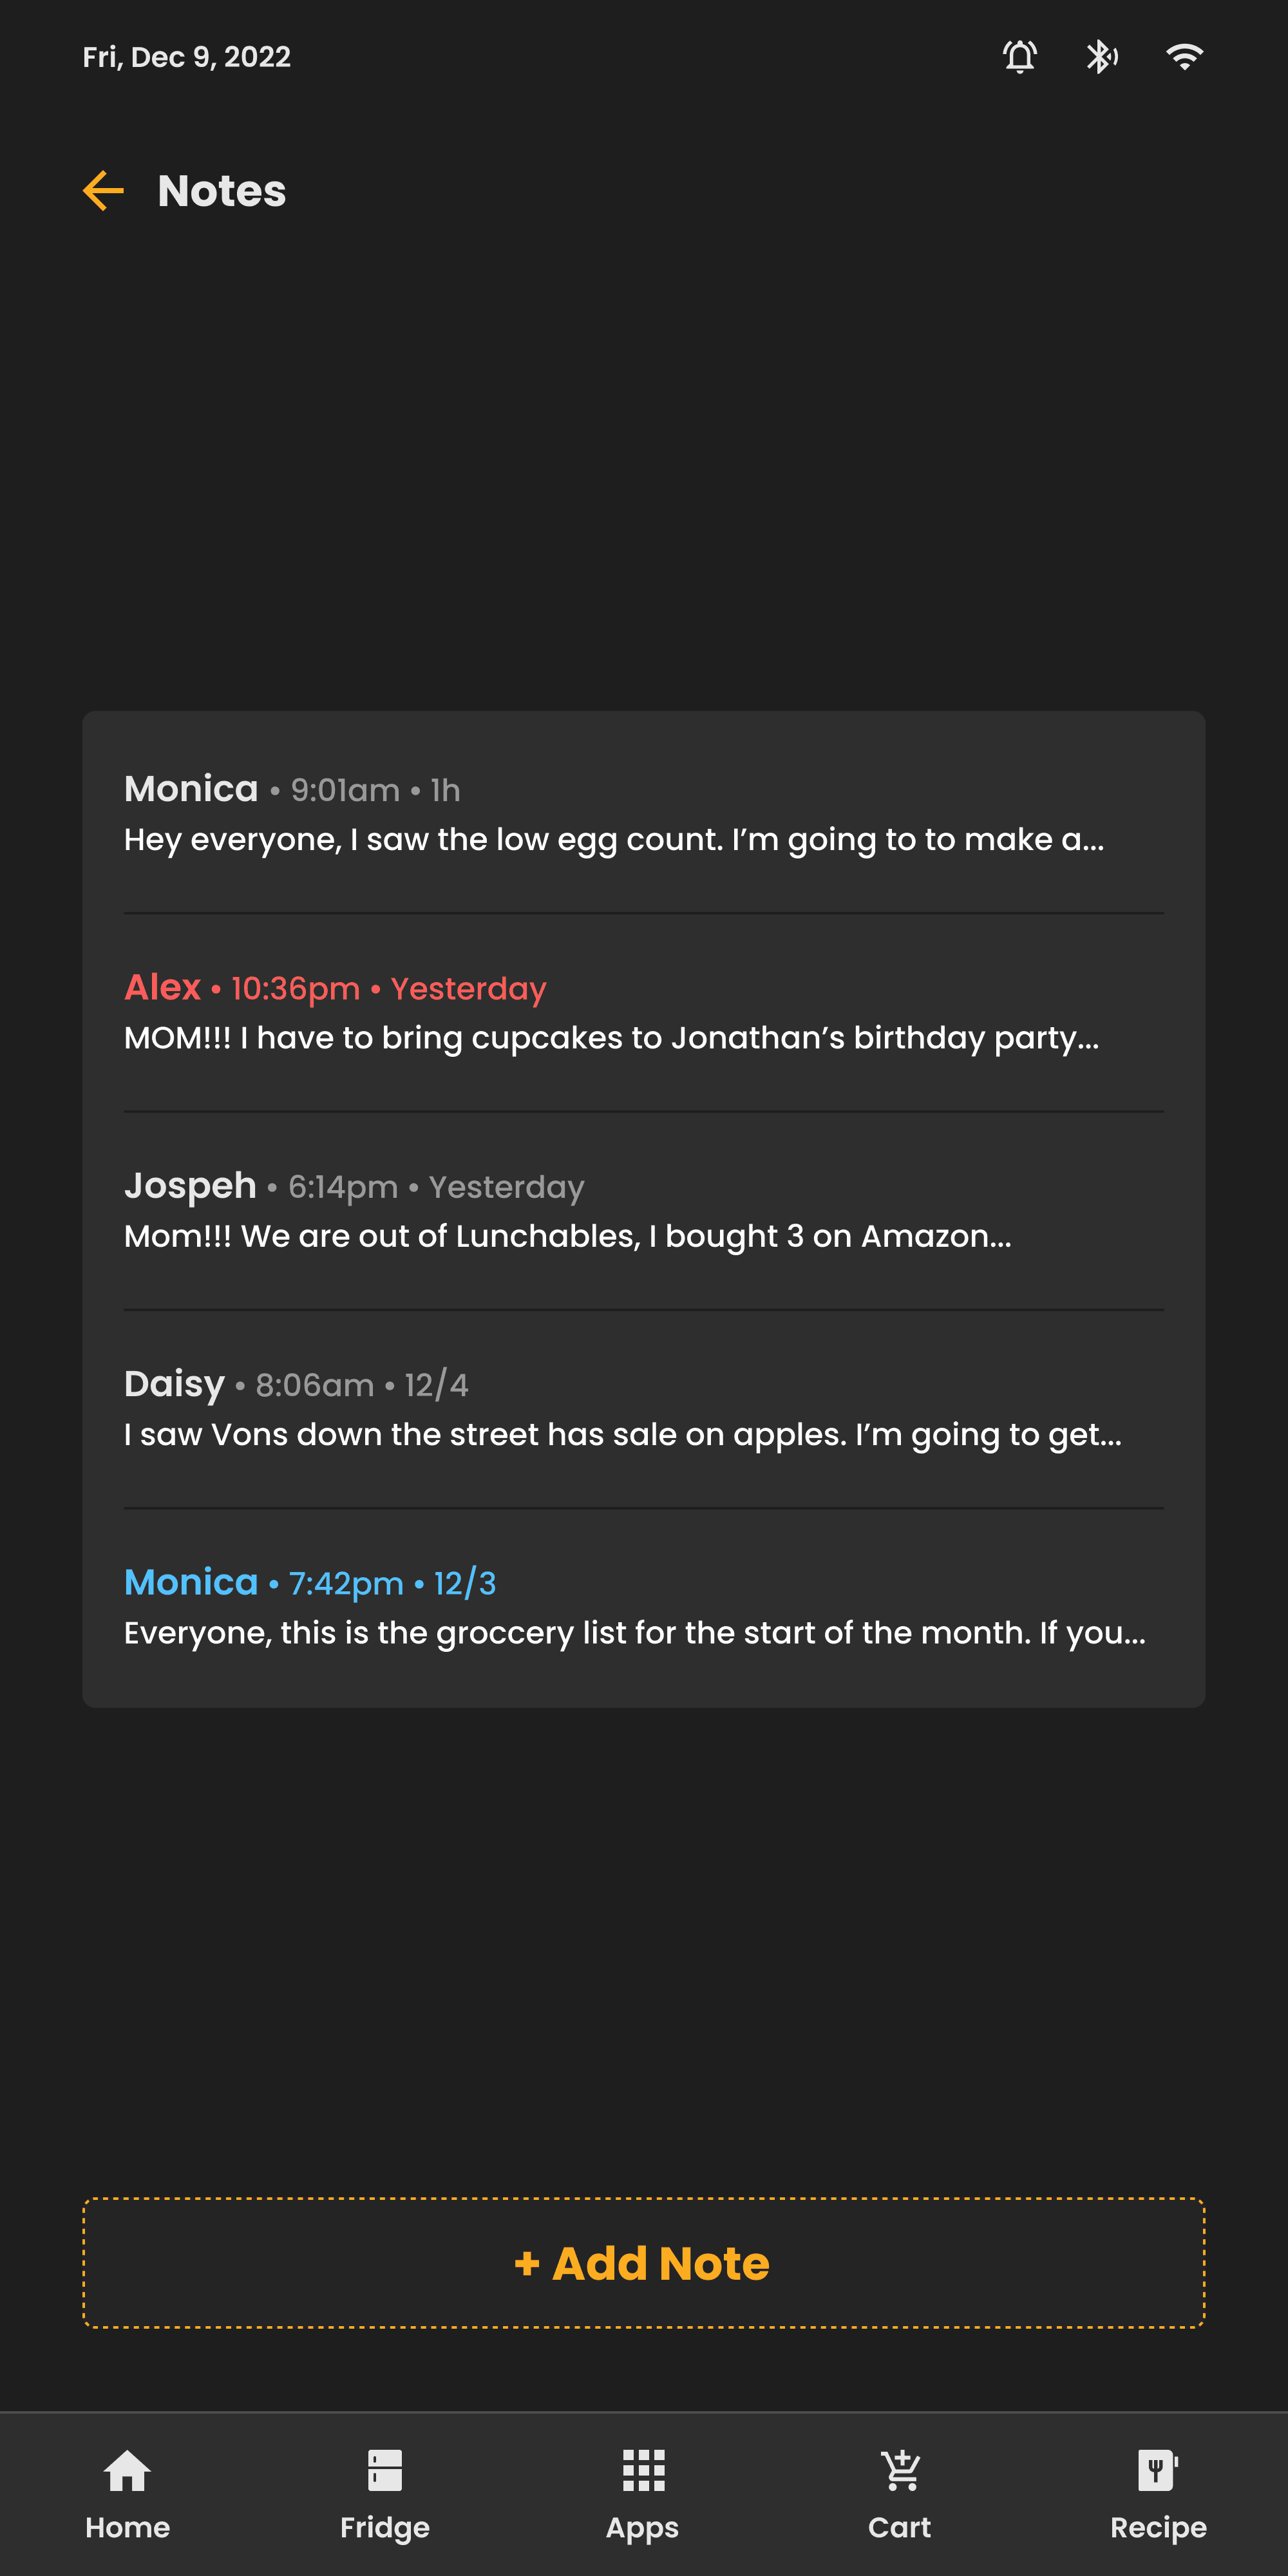 Fri, Dec 9, 2022
Notes
Monica • 9:01am • 1h
Hey everyone, I saw the low egg count. I’m going to to make a...
Alex • 10:36pm • Yesterday
MOM!!! I have to bring cupcakes to Jonathan’s birthday party...
Jospeh • 6:14pm • Yesterday
Mom!!! We are out of Lunchables, I bought 3 on Amazon...
Daisy • 8:06am • 12/4
I saw Vons down the street has sale on apples. I’m going to get...
Monica • 7:42pm • 12/3
Everyone, this is the groccery list for the start of the month. If you...
+ Add Note
Home Fridge Apps Cart Recipe